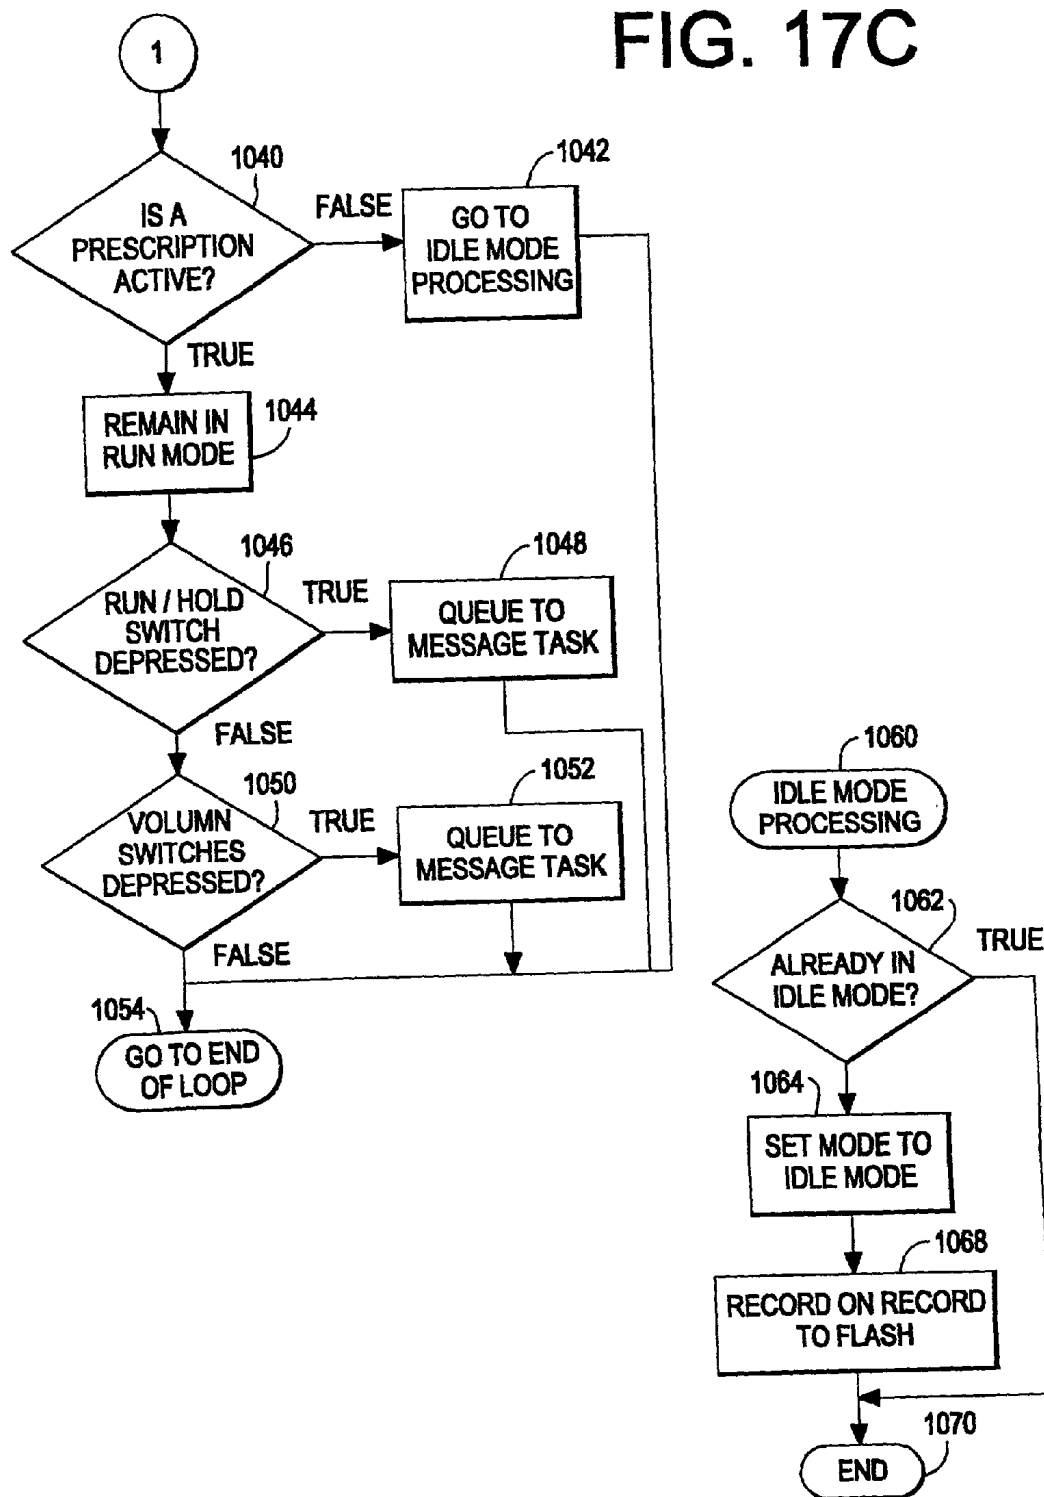 FIG. 17C
1
1040
IS A
PRESCRIPTION
ACTIVE?
FALSE
1042
GO TO
IDLE MODE
PROCESSING
TRUE
REMAIN IN
RUN MODE
1044
1046
RUN / HOLD
SWITCH
DEPRESSED?
TRUE
1048
QUEUE TO
MESSAGE TASK
FALSE
1050
VOLUMN
SWITCHES
DEPRESSED?
TRUE
1052
QUEUE TO
MESSAGE TASK
FALSE
1054
GO TO END
OF LOOP
1060
IDLE MODE
PROCESSING
1062
ALREADY IN
IDLE MODE?
TRUE
1064
SET MODE TO
IDLE MODE
1068
RECORD ON RECORD
TO FLASH
1070
END